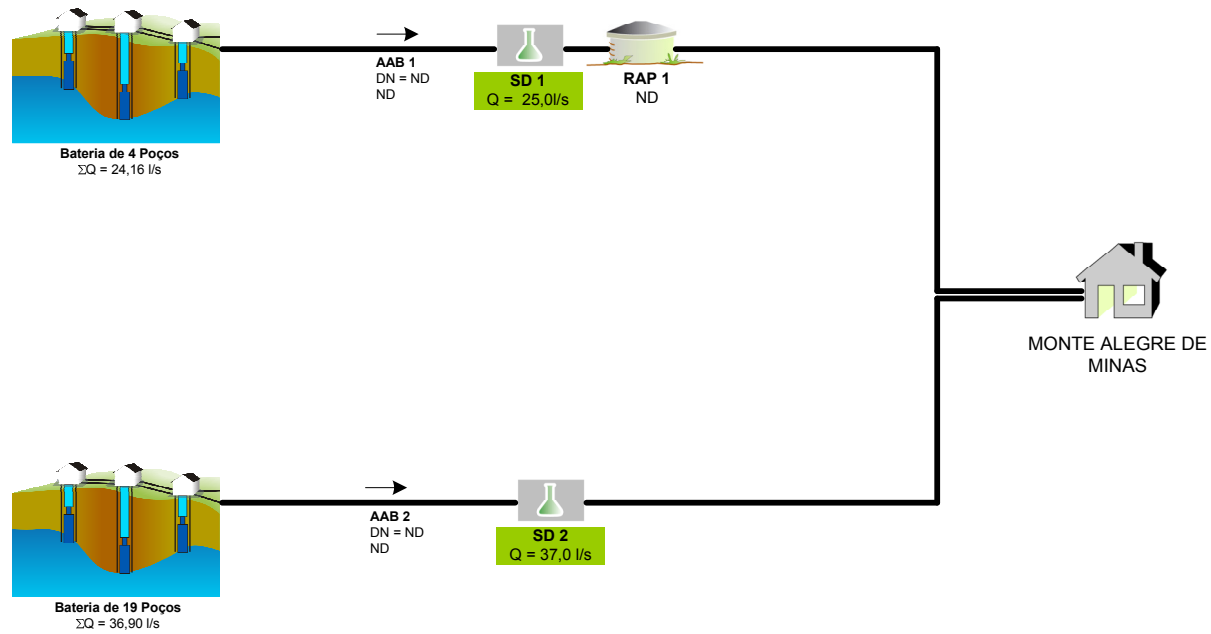 AAB 1
DN = ND
ND
SD 1
Q =  25,0l/s
RAP 1
ND
Bateria de 4 Poços
ΣQ = 24,16 l/s
MONTE ALEGRE DE
MINAS
AAB 2
DN = ND
ND
SD 2
Q = 37,0 l/s
Bateria de 19 Poços
ΣQ = 36,90 l/s